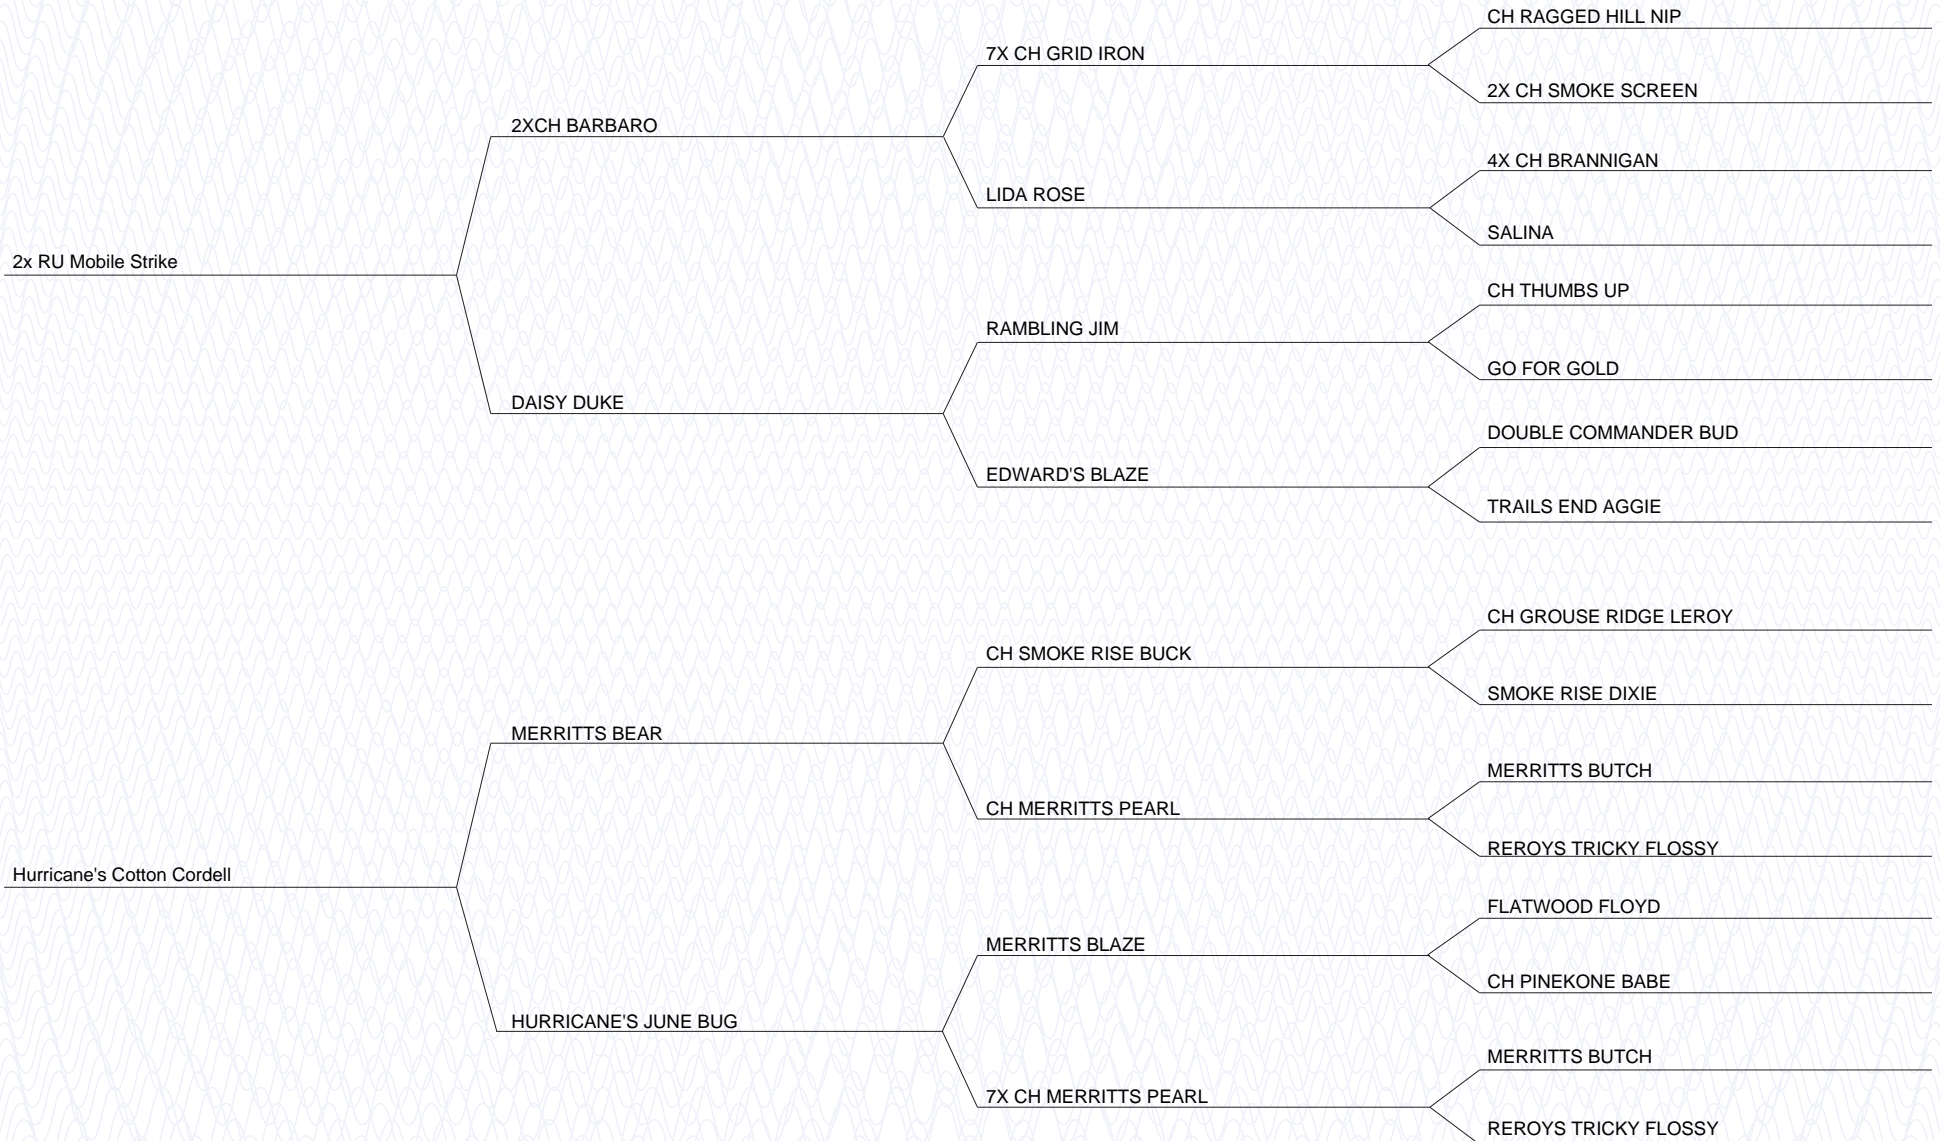 CH RAGGED HILL NIP
7X CH GRID IRON
2X CH SMOKE SCREEN
2XCH BARBARO
4X CH BRANNIGAN
LIDA ROSE
SALINA
2x RU Mobile Strike
CH THUMBS UP
RAMBLING JIM
GO FOR GOLD
DAISY DUKE
DOUBLE COMMANDER BUD
EDWARD'S BLAZE
TRAILS END AGGIE
CH GROUSE RIDGE LEROY
CH SMOKE RISE BUCK
SMOKE RISE DIXIE
MERRITTS BEAR
MERRITTS BUTCH
CH MERRITTS PEARL
REROYS TRICKY FLOSSY
Hurricane's Cotton Cordell
FLATWOOD FLOYD
MERRITTS BLAZE
CH PINEKONE BABE
HURRICANE'S JUNE BUG
MERRITTS BUTCH
7X CH MERRITTS PEARL
REROYS TRICKY FLOSSY